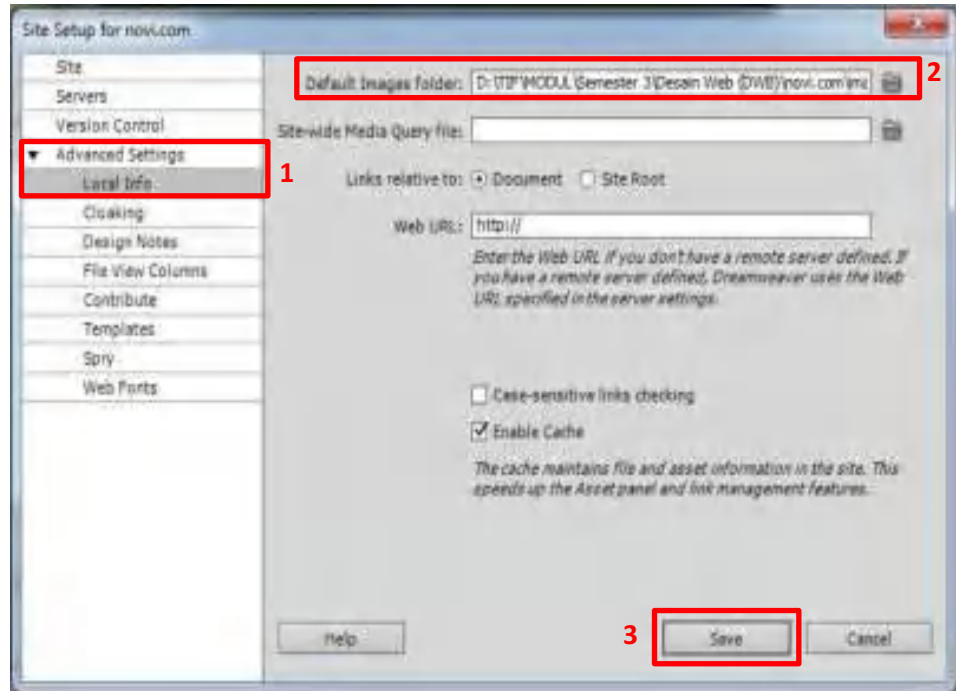 Site Setup for novi.com
Site
Servers
Version Control
Advanced Settings
Local Info
Cloaking
Design Notes
File View Columns
Contribute
Templates
Spry
Web Fonts
1
Default Images folder: D:\TIF\MODUL\Semester 3\Desain Web (DWB)\novi.com\ima
2
Site-wide Media Query file:
Links relative to: Document Site Root
Web URL: http://
Enter the Web URL if you don't have a remote server defined. If
you have a remote server defined, Dreamweaver uses the Web
URL specified in the server settings.
Case-sensitive links checking
Enable Cache
The cache maintains file and asset information in the site. This
speeds up the Asset panel and link management features.
Help
3
Save
Cancel